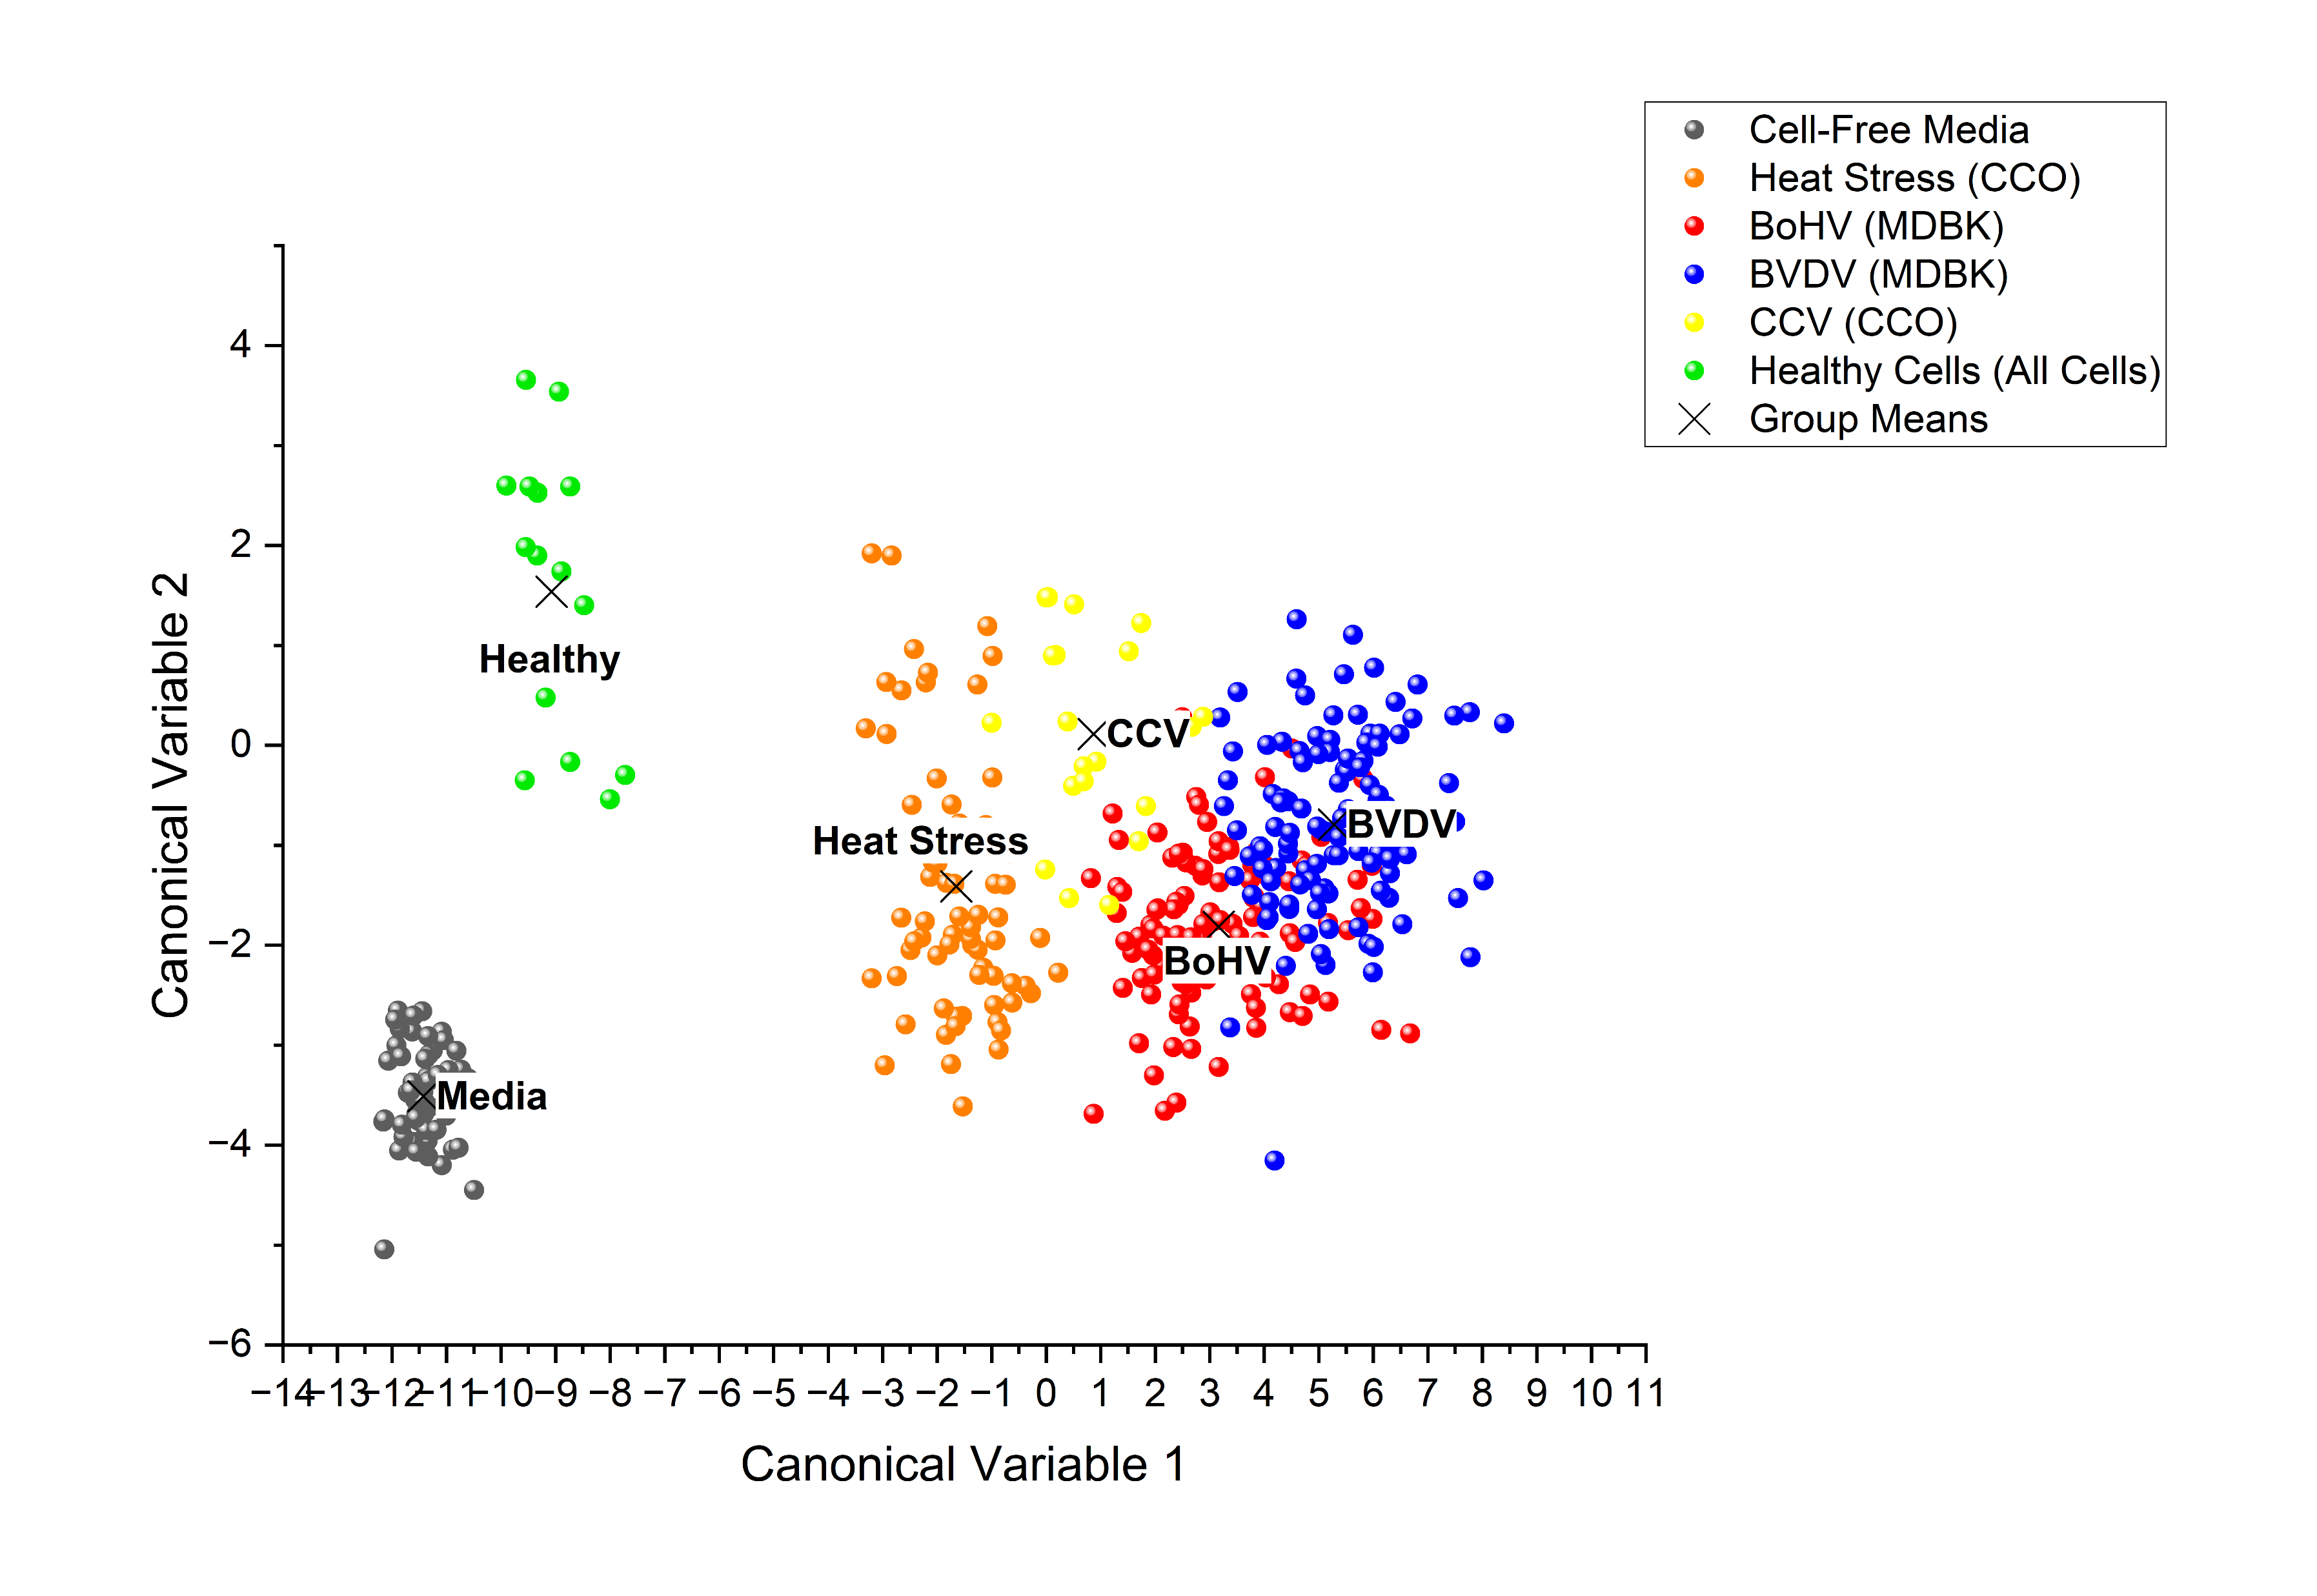 Cell-Free Media
Heat Stress (CCO)
BoHV (MDBK)
BVDV (MDBK)
CCV (CCO)
Healthy Cells (All Cells)
Group Means
4
2
0
−2
−4
−6
Canonical Variable 2
Healthy
CCV
Heat Stress
BVDV
BoHV
Media
−14 −13 −12 −11 −10 −9 −8 −7 −6 −5 −4 −3 −2 −1 0 1 2 3 4 5 6 7 8 9 10 11
Canonical Variable 1